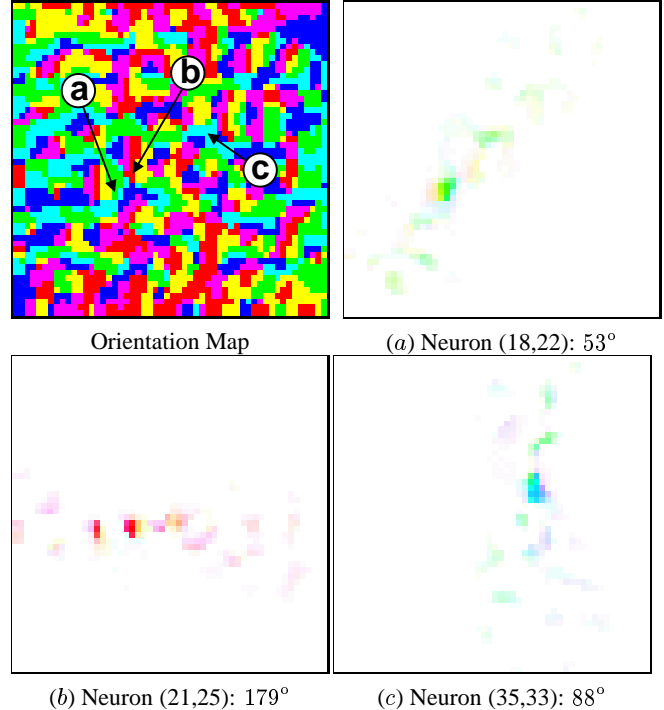 a
b
c
Orientation Map
(a) Neuron (18,22): 53°
(b) Neuron (21,25): 179°
(c) Neuron (35,33): 88°